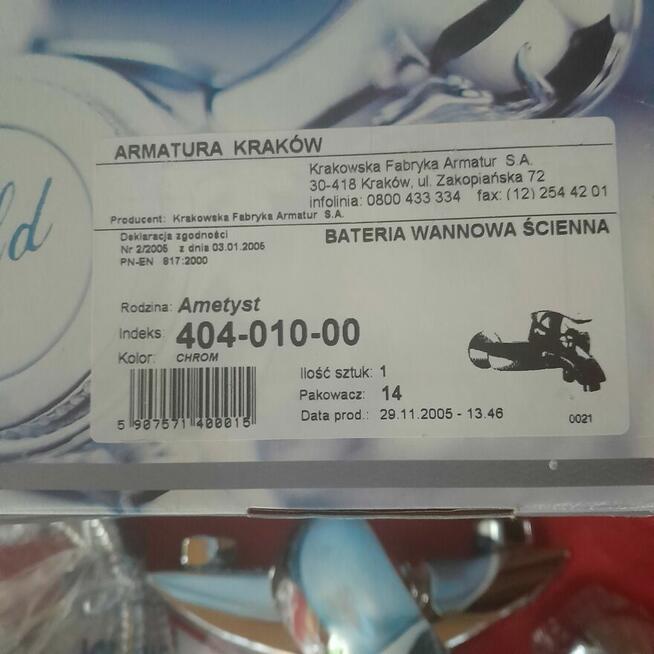 ld
ARMATURA KRAKÓW
Krakowska Fabryka Armatur S.A.
30-418 Kraków, ul. Zakopiańska 72
infolinia: 0800 433 334 fax: (12) 254 42 01
Producent: Krakowska Fabryka Armatur S.A.
Deklaracja zgodności
Nr 2/2005 z dnia 03.01.2005
PN-EN 817:2000
BATERIA WANNOWA ŚCIENNA
Rodzina: Ametyst
Indeks: 404-010-00
Kolor: CHROM
5 907571 400015
Ilość sztuk: 1
Pakowacz: 14
Data prod.: 29.11.2005 - 13.46
0021